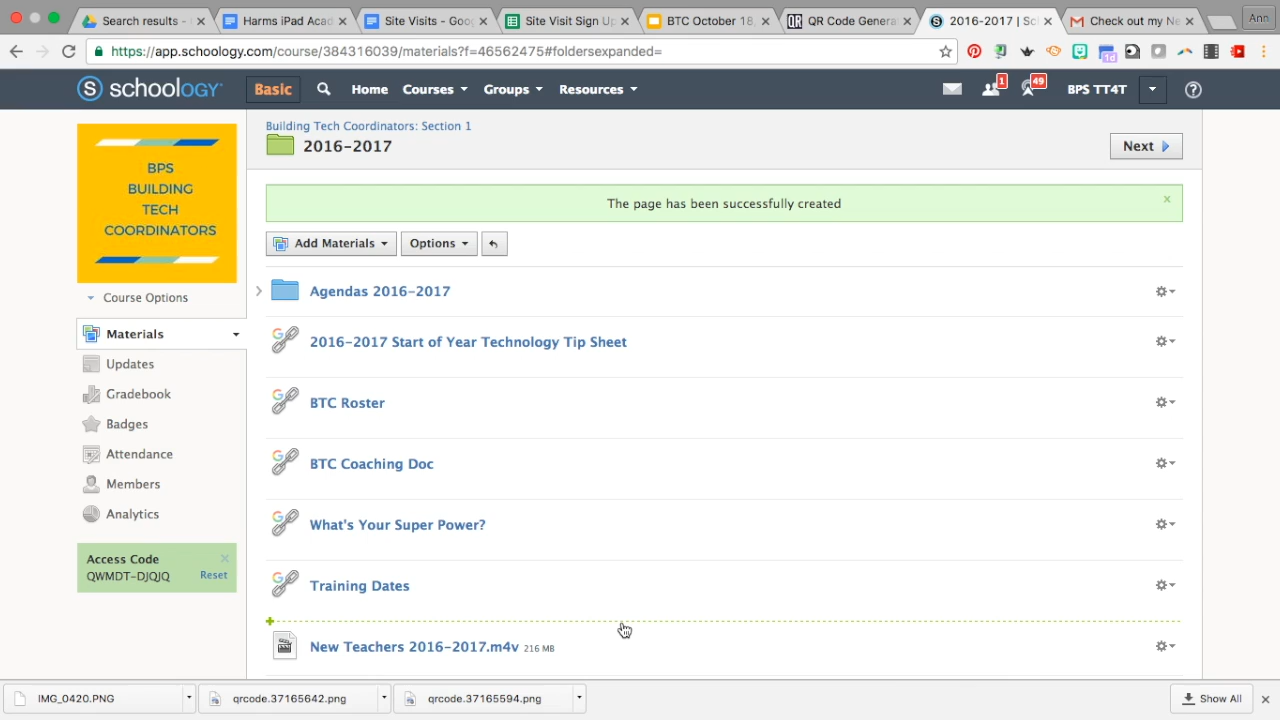 Search results -
Harms iPad Acad
Site Visits - Goog
Site Visit Sign Up
BTC October 18,
QR Code Genera
2016-2017 | Sch
Check out my Ne
Ann
https://app.schoology.com/course/384316039/materials?f=46562475#foldersexpanded=
1d
S schoology
Basic
Home
Courses
Groups
Resources
1
49
BPS TT4T
BPS
BUILDING
TECH
COORDINATORS
Course Options
Materials
Updates
Gradebook
Badges
Attendance
Members
Analytics
Access Code
QWMDT-DJQJQ
Reset
Building Tech Coordinators: Section 1
2016-2017
Next
The page has been successfully created
x
Add Materials
Options
Agendas 2016-2017
2016-2017 Start of Year Technology Tip Sheet
BTC Roster
BTC Coaching Doc
What's Your Super Power?
Training Dates
New Teachers 2016-2017.m4v 216 MB
IMG_0420.PNG
qrcode.37165642.png
qrcode.37165594.png
Show All